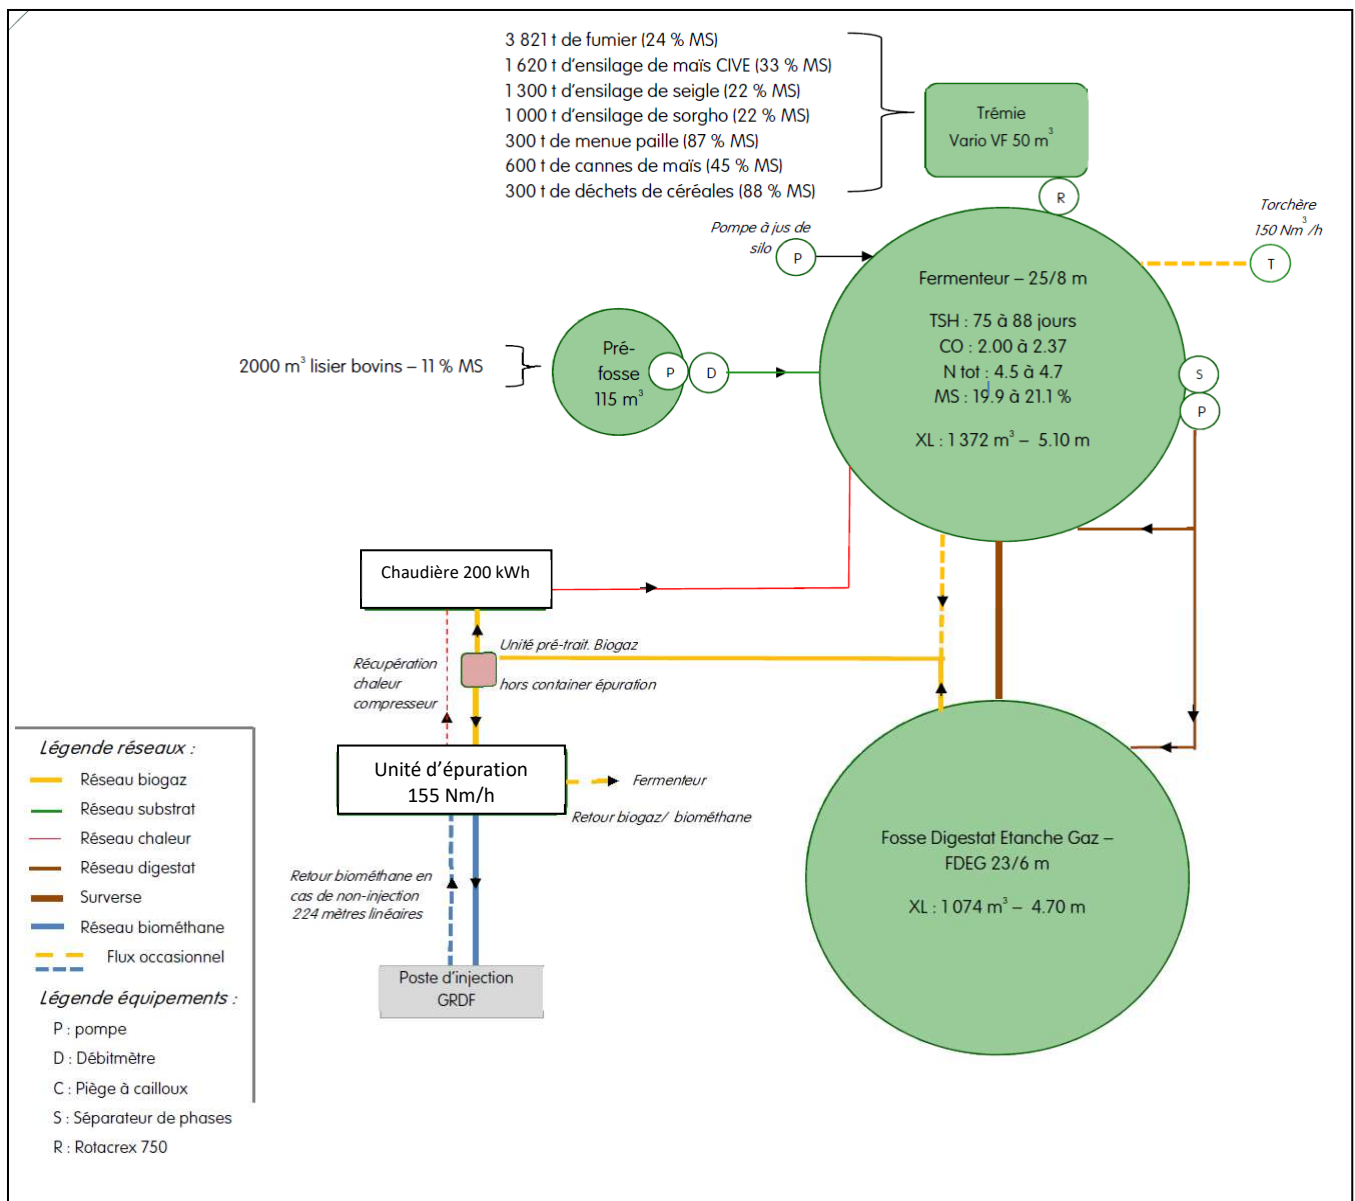 3 821 t de fumier (24 % MS)
1 620 t d'ensilage de maïs CIVE (33 % MS)
1 300 t d'ensilage de seigle (22 % MS)
1 000 t d'ensilage de sorgho (22 % MS)
300 t de menue paille (87 % MS)
600 t de cannes de maïs (45 % MS)
300 t de déchets de céréales (88 % MS)
Trémie
Vario VF 50 m³
R
Pompe à jus de
silo
P
Torchère
150 Nm³/h
T
Fermenteur – 25/8 m
TSH : 75 à 88 jours
CO : 2.00 à 2.37
N tot : 4.5 à 4.7
MS : 19.9 à 21.1 %
XL : 1 372 m³ – 5.10 m
S
P
2000 m³ lisier bovins – 11 % MS
Pré-
fosse
115 m³
P
D
Chaudière 200 kWh
Unité pré-trait. Biogaz
hors container épuration
Récupération
chaleur
compresseur
Unité d'épuration
155 Nm/h
Fermenteur
Retour biogaz/ biométhane
Retour biométhane en
cas de non-injection
224 mètres linéaires
Poste d'injection
GRDF
Fosse Digestat Etanche Gaz –
FDEG 23/6 m
XL : 1 074 m³ – 4.70 m
Légende réseaux :
Réseau biogaz
Réseau substrat
Réseau chaleur
Réseau digestat
Surverse
Réseau biométhane
Flux occasionnel
Légende équipements :
P : pompe
D : Débitmètre
C : Piège à cailloux
S : Séparateur de phases
R : Rotacrex 750